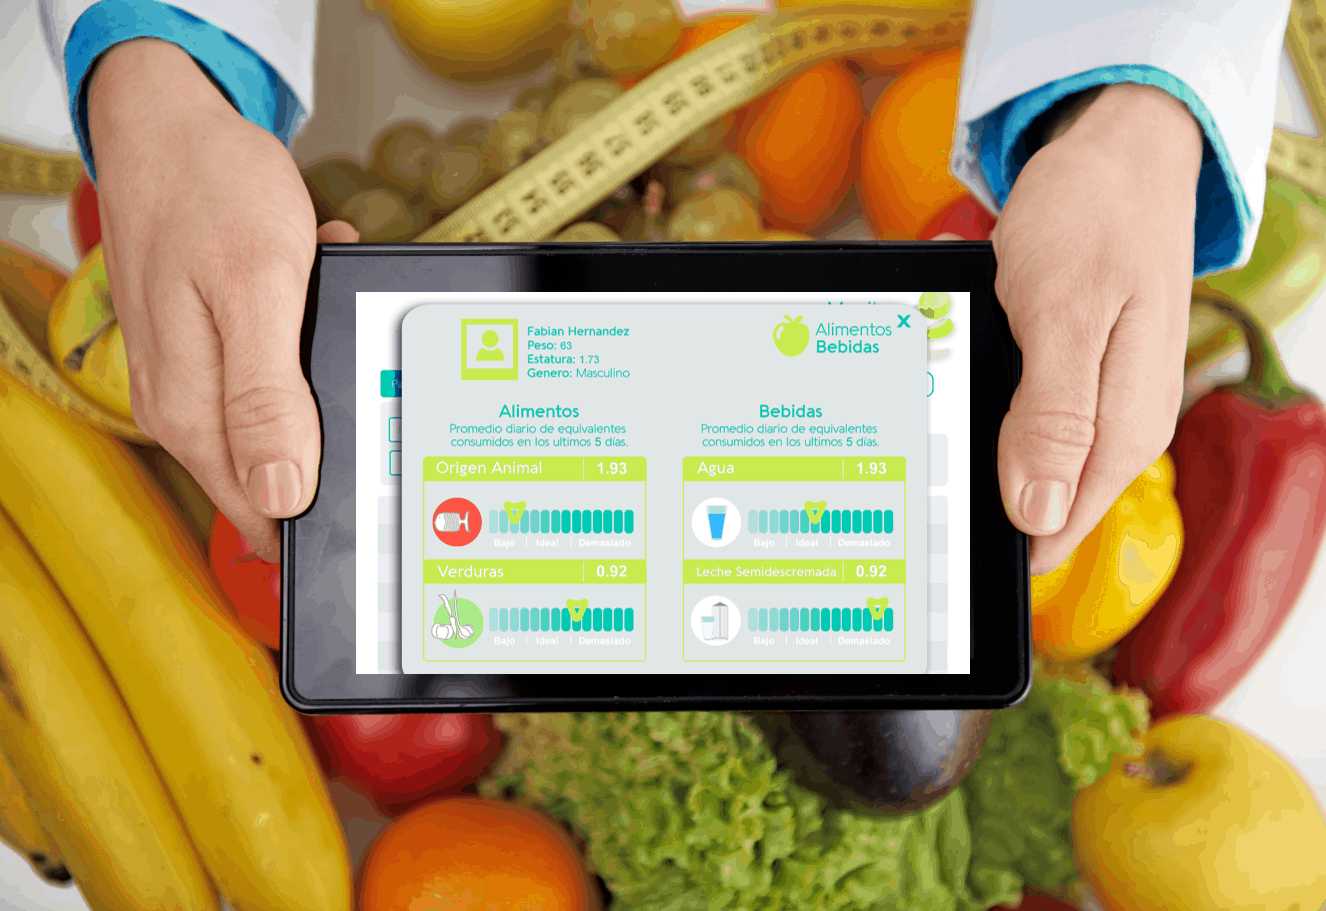 Fabian Hernandez
Peso: 63
Estatura: 1.73
Genero: Masculino
Alimentos
Bebidas
X
Alimentos
Promedio diario de equivalentes
consumidos en los ultimos 5 días.
Origen Animal 1.93
Bajo | Ideal | Demasiado
Verduras 0.92
Bajo | Ideal | Demasiado
Bebidas
Promedio diario de equivalentes
consumidos en los ultimos 5 días.
Agua 1.93
Bajo | Ideal | Demasiado
Leche Semidescremada 0.92
Bajo | Ideal | Demasiado